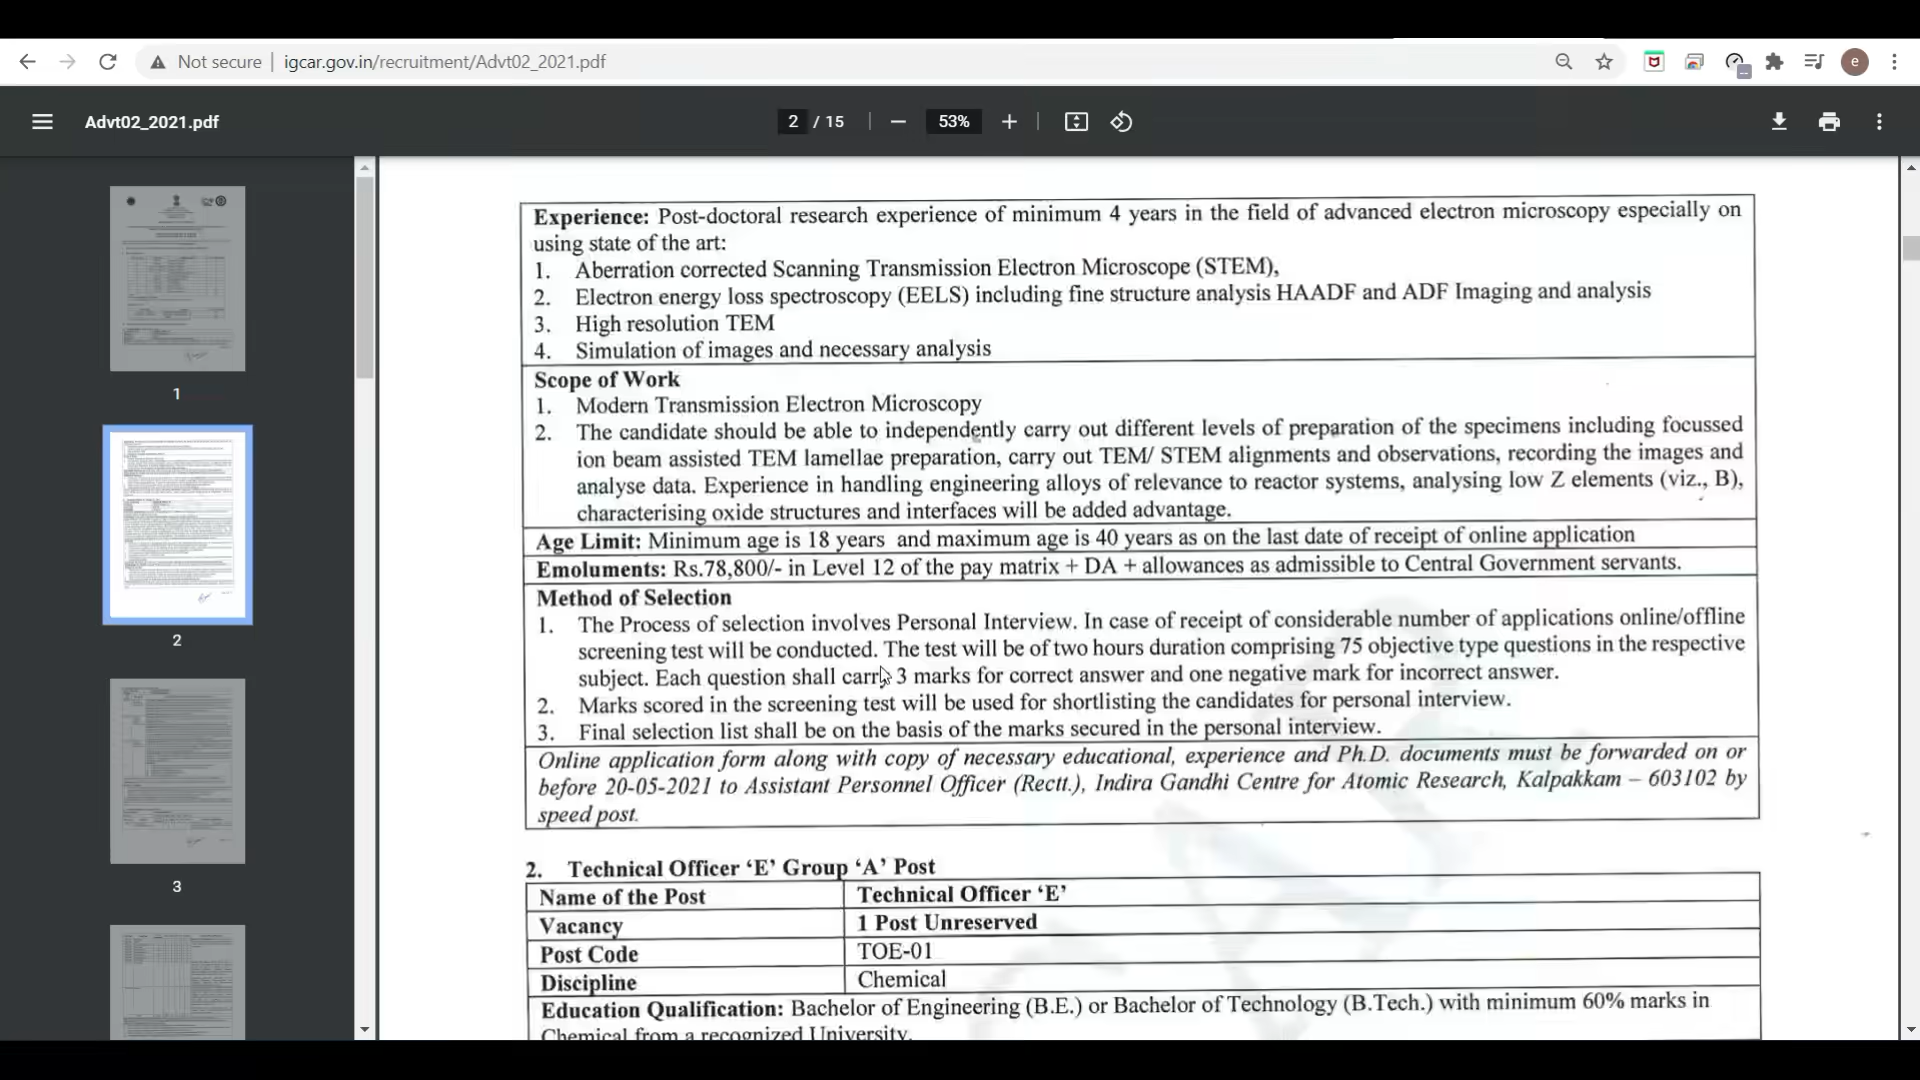 Not secure | igcar.gov.in/recruitment/Advt02_2021.pdf
e
Advt02_2021.pdf
2 / 15
53%
1
2
3
Experience: Post-doctoral research experience of minimum 4 years in the field of advanced electron microscopy especially on
using state of the art:
1. Aberration corrected Scanning Transmission Electron Microscope (STEM),
2. Electron energy loss spectroscopy (EELS) including fine structure analysis HAADF and ADF Imaging and analysis
3. High resolution TEM
4. Simulation of images and necessary analysis
Scope of Work
1. Modern Transmission Electron Microscopy
2. The candidate should be able to independently carry out different levels of preparation of the specimens including focussed
ion beam assisted TEM lamellae preparation, carry out TEM/ STEM alignments and observations, recording the images and
analyse data. Experience in handling engineering alloys of relevance to reactor systems, analysing low Z elements (viz., B),
characterising oxide structures and interfaces will be added advantage.
Age Limit: Minimum age is 18 years and maximum age is 40 years as on the last date of receipt of online application
Emoluments: Rs.78,800/- in Level 12 of the pay matrix + DA + allowances as admissible to Central Government servants.
Method of Selection
1. The Process of selection involves Personal Interview. In case of receipt of considerable number of applications online/offline
screening test will be conducted. The test will be of two hours duration comprising 75 objective type questions in the respective
subject. Each question shall carry 3 marks for correct answer and one negative mark for incorrect answer.
2. Marks scored in the screening test will be used for shortlisting the candidates for personal interview.
3. Final selection list shall be on the basis of the marks secured in the personal interview.
Online application form along with copy of necessary educational, experience and Ph.D. documents must be forwarded on or
before 20-05-2021 to Assistant Personnel Officer (Rectt.), Indira Gandhi Centre for Atomic Research, Kalpakkam – 603102 by
speed post.
2. Technical Officer ‘E’ Group ‘A’ Post
Name of the Post Technical Officer ‘E’
Vacancy 1 Post Unreserved
Post Code TOE-01
Discipline Chemical
Education Qualification: Bachelor of Engineering (B.E.) or Bachelor of Technology (B.Tech.) with minimum 60% marks in
Chemical from a recognized University.